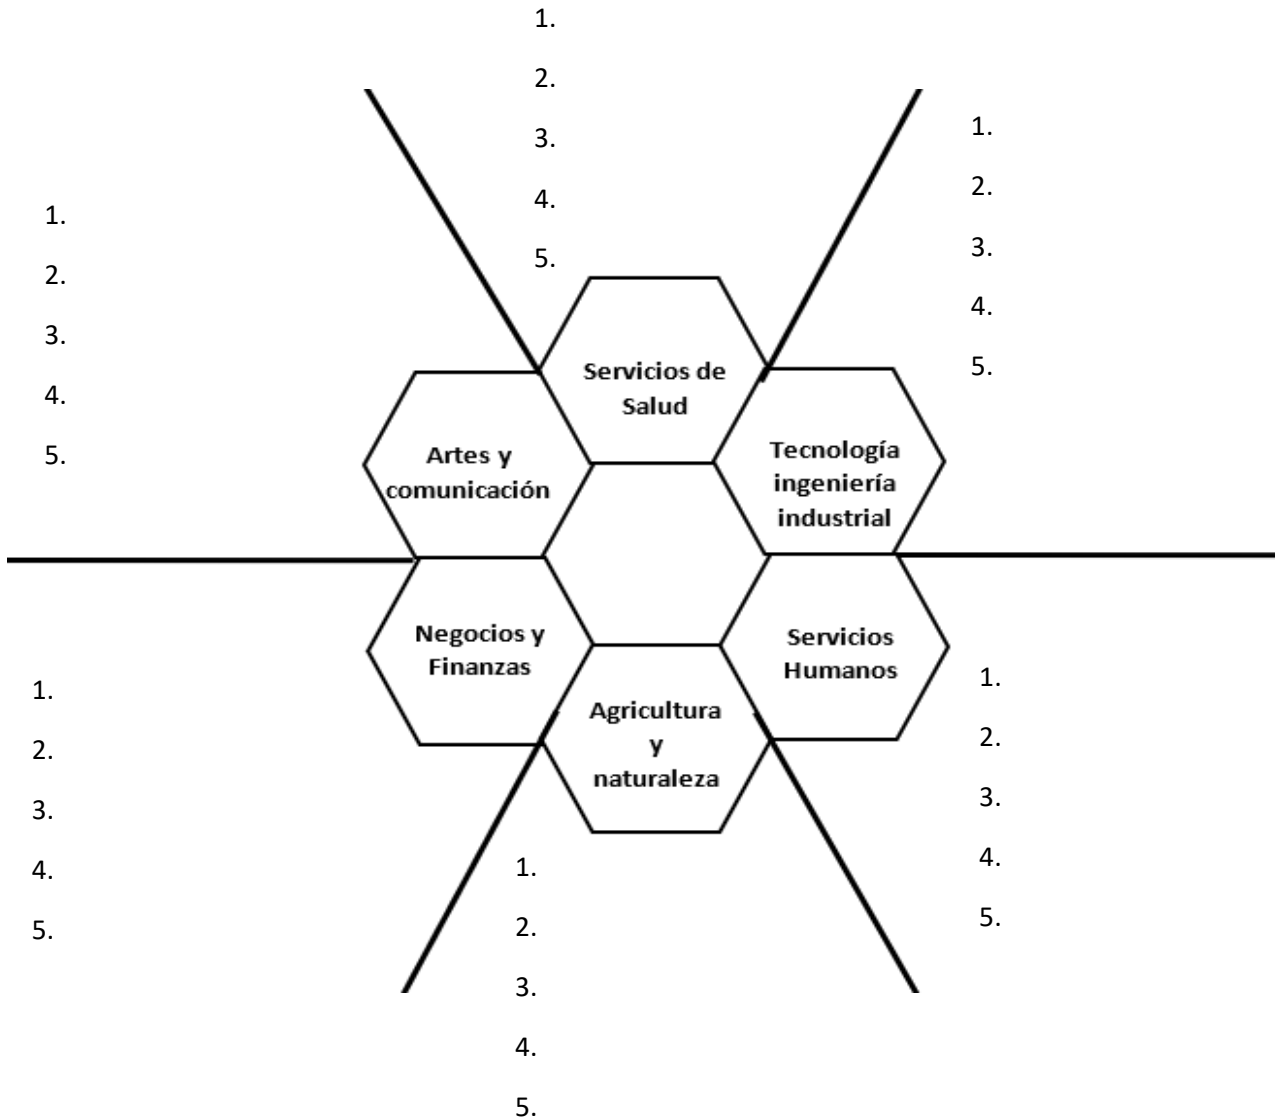 1.
2.
3.
4.
5.
1.
2.
3.
4.
5.
1.
2.
3.
4.
5.
Servicios de
Salud
Artes y
comunicación
Tecnología
ingeniería
industrial
Negocios y
Finanzas
Servicios
Humanos
Agricultura
y
naturaleza
1.
2.
3.
4.
5.
1.
2.
3.
4.
5.
1.
2.
3.
4.
5.